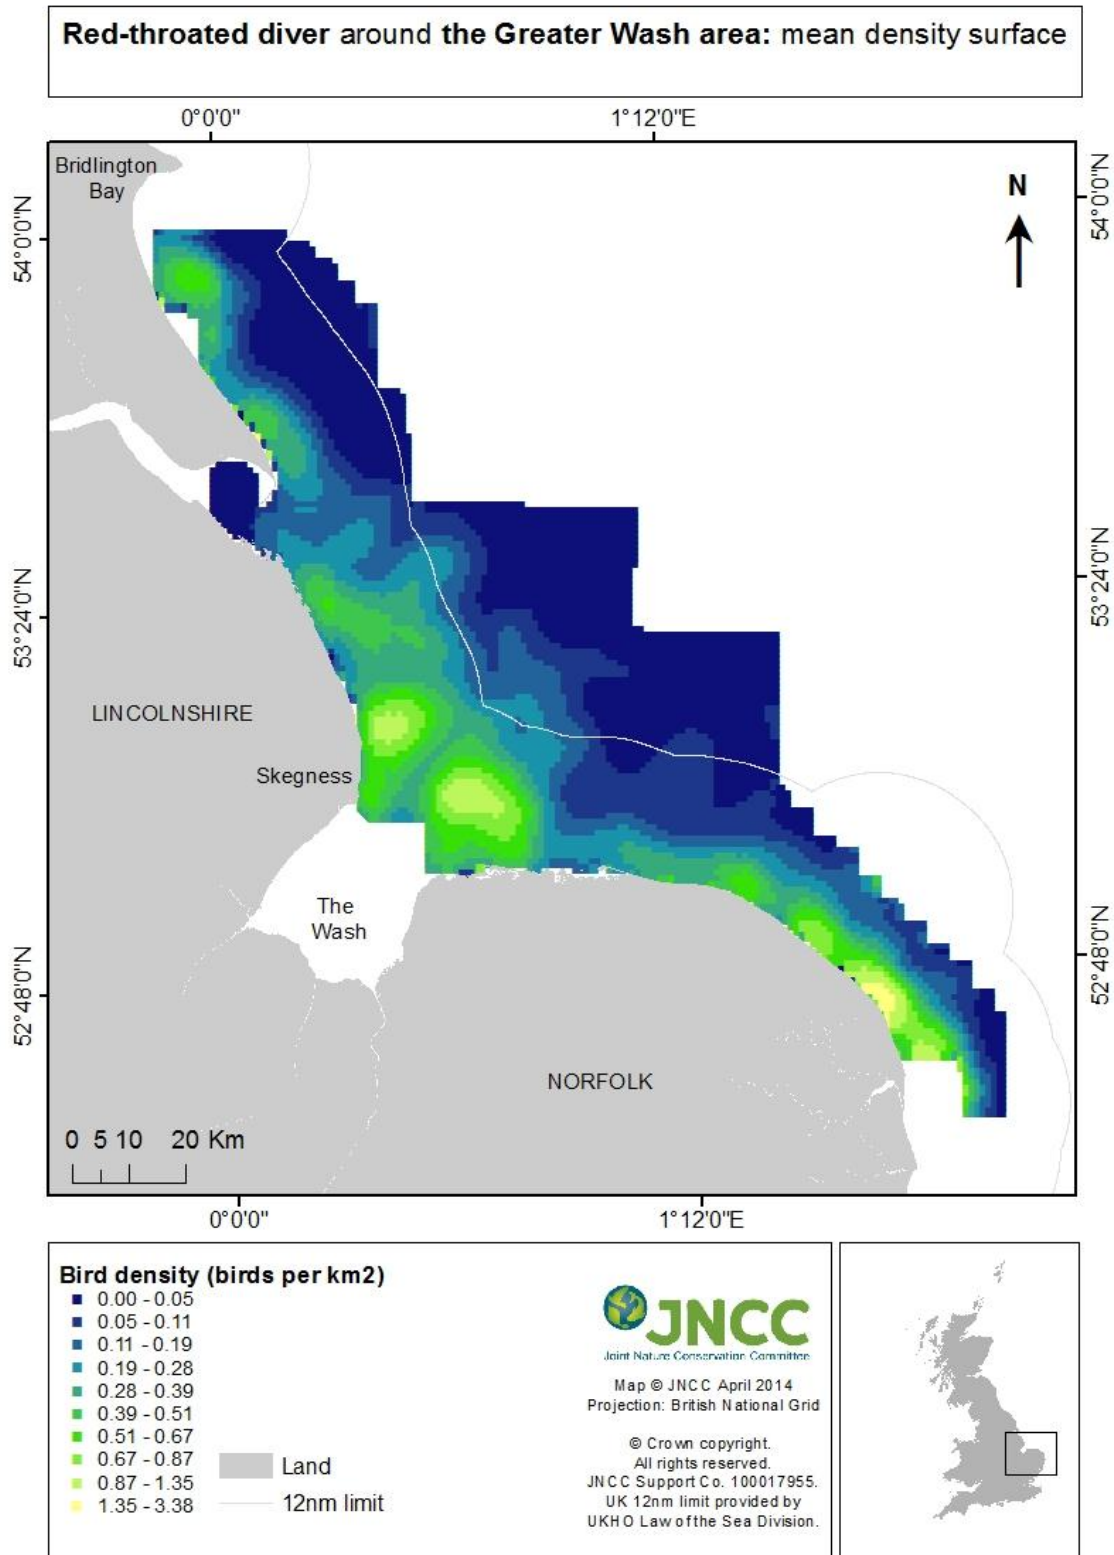 Red-throated diver around the Greater Wash area: mean density surface
0°0'0"
1°12'0"E
Bridlington
Bay
N
54°0'0"N
54°0'0"N
53°24'0"N
53°24'0"N
LINCOLNSHIRE
Skegness
The
Wash
52°48'0"N
52°48'0"N
NORFOLK
0 5 10 20 Km
0°0'0"
1°12'0"E
Bird density (birds per km2)
0.00 - 0.05
0.05 - 0.11
0.11 - 0.19
0.19 - 0.28
0.28 - 0.39
0.39 - 0.51
0.51 - 0.67
0.67 - 0.87
0.87 - 1.35
1.35 - 3.38
Land
12nm limit
JNCC
Joint Nature Conservation Committee
Map © JNCC April 2014
Projection: British National Grid
© Crown copyright.
All rights reserved.
JNCC Support Co. 100017955.
UK 12nm limit provided by
UKHO Law of the Sea Division.